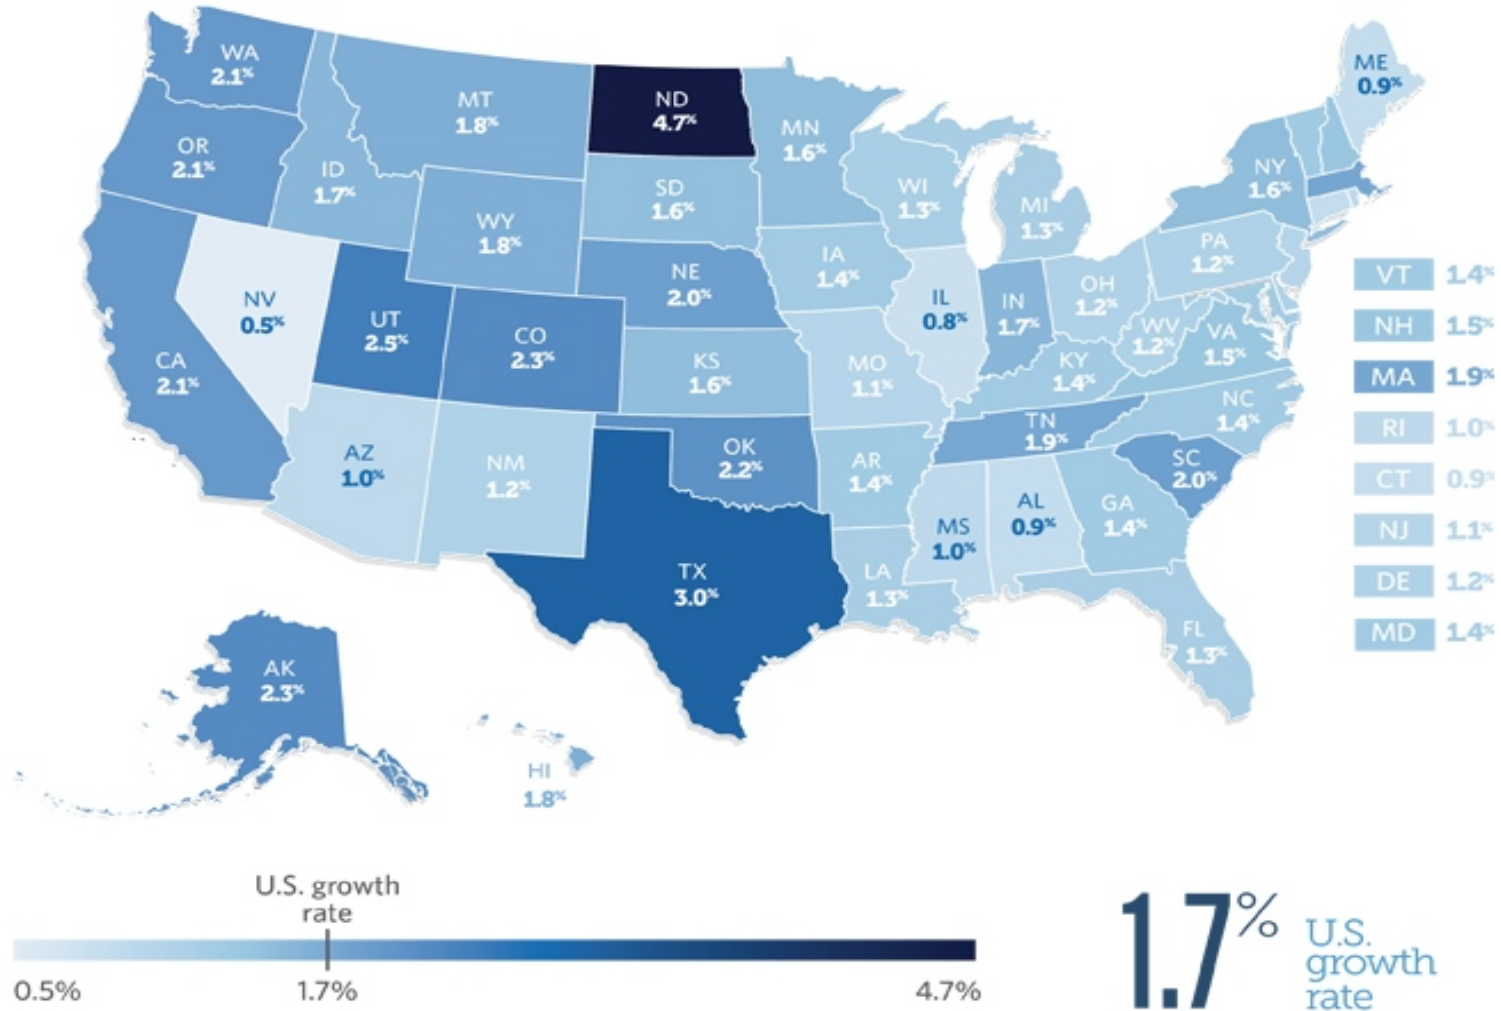 WA
2.1%
OR
2.1%
CA
2.1%
NV
0.5%
ID
1.7%
MT
1.8%
WY
1.8%
UT
2.5%
CO
2.3%
AZ
1.0%
NM
1.2%
ND
4.7%
SD
1.6%
NE
2.0%
KS
1.6%
OK
2.2%
TX
3.0%
MN
1.6%
IA
1.4%
MO
1.1%
AR
1.4%
LA
1.3%
WI
1.3%
IL
0.8%
MI
1.3%
IN
1.7%
OH
1.2%
KY
1.4%
TN
1.9%
MS
1.0%
AL
0.9%
GA
1.4%
FL
1.3%
SC
2.0%
NC
1.4%
VA
1.5%
WV
1.2%
PA
1.2%
NY
1.6%
ME
0.9%
VT 1.4%
NH 1.5%
MA 1.9%
RI 1.0%
CT 0.9%
NJ 1.1%
DE 1.2%
MD 1.4%
AK
2.3%
HI
1.8%
U.S. growth
rate
0.5% 1.7% 4.7%
1.7%
U.S.
growth
rate